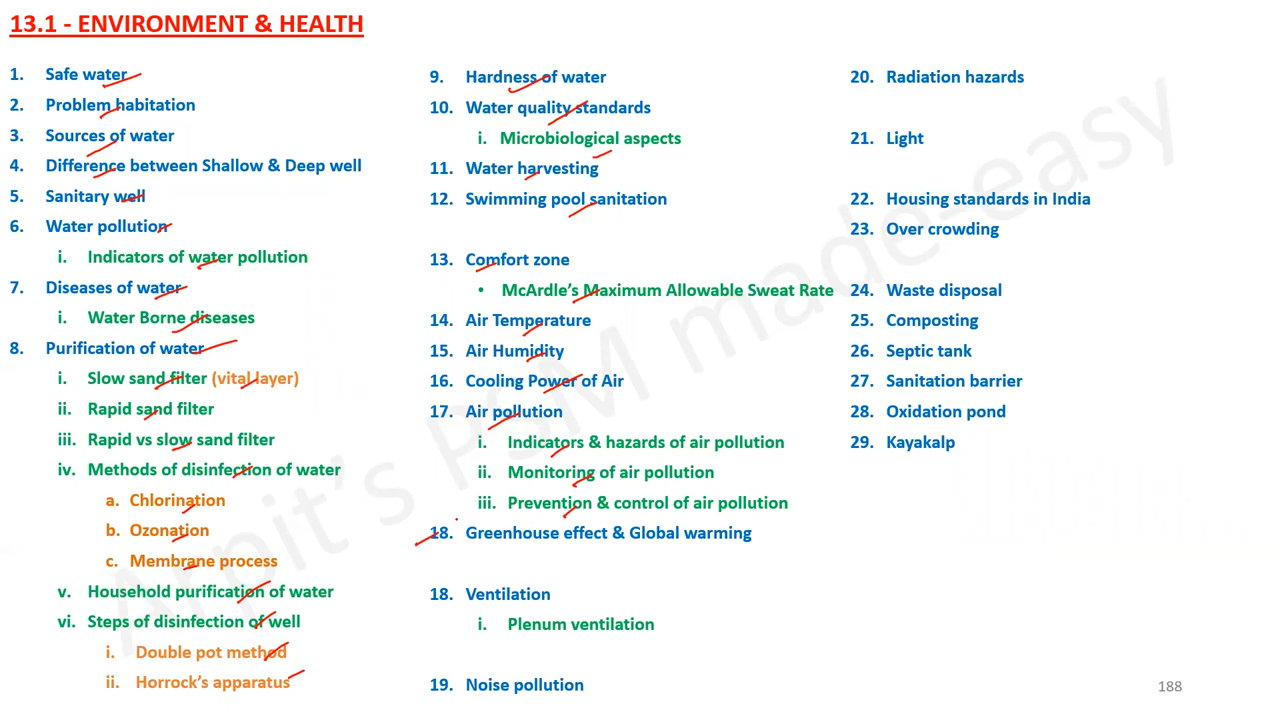 13.1 - ENVIRONMENT & HEALTH
1. Safe water
2. Problem habitation
3. Sources of water
4. Difference between Shallow & Deep well
5. Sanitary well
6. Water pollution
i. Indicators of water pollution
7. Diseases of water
i. Water Borne diseases
8. Purification of water
i. Slow sand filter (vital layer)
ii. Rapid sand filter
iii. Rapid vs slow sand filter
iv. Methods of disinfection of water
a. Chlorination
b. Ozonation
c. Membrane process
v. Household purification of water
vi. Steps of disinfection of well
i. Double pot method
ii. Horrock's apparatus
9. Hardness of water
10. Water quality standards
i. Microbiological aspects
11. Water harvesting
12. Swimming pool sanitation
13. Comfort zone
• McArdle's Maximum Allowable Sweat Rate
14. Air Temperature
15. Air Humidity
16. Cooling Power of Air
17. Air pollution
i. Indicators & hazards of air pollution
ii. Monitoring of air pollution
iii. Prevention & control of air pollution
18. Greenhouse effect & Global warming
18. Ventilation
i. Plenum ventilation
19. Noise pollution
20. Radiation hazards
21. Light
22. Housing standards in India
23. Over crowding
24. Waste disposal
25. Composting
26. Septic tank
27. Sanitation barrier
28. Oxidation pond
29. Kayakalp
188
Arpit's PSM made-easy